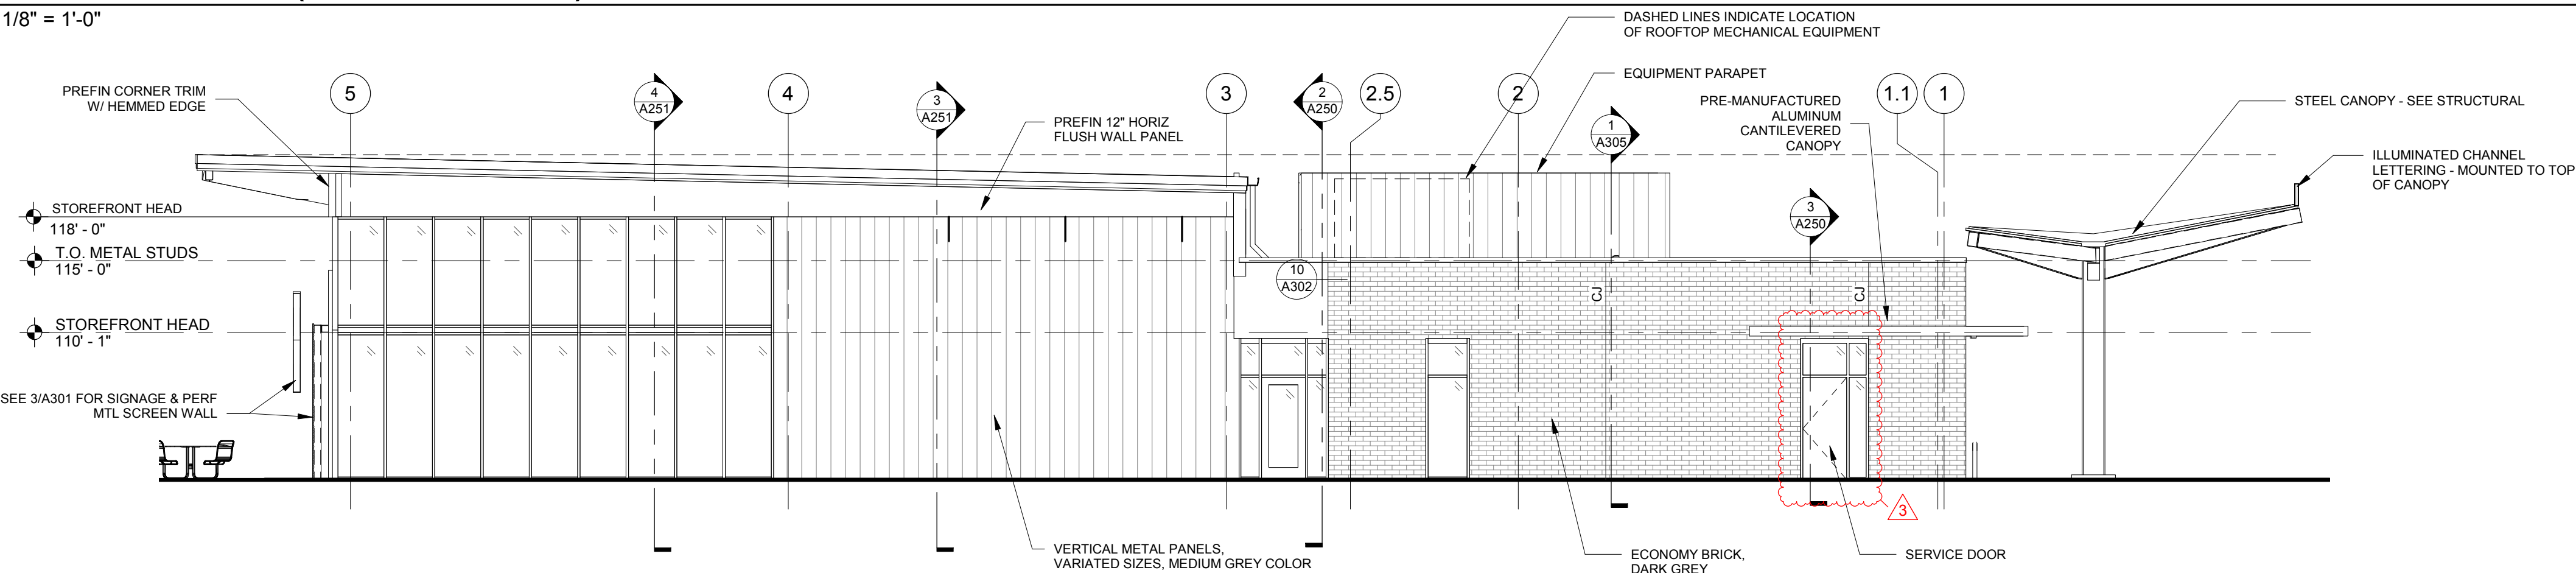 1/8" = 1'-0"
DASHED LINES INDICATE LOCATION
OF ROOFTOP MECHANICAL EQUIPMENT
EQUIPMENT PARAPET
PREFIN CORNER TRIM
W/ HEMMED EDGE
5
4
A251
4
3
A251
PREFIN 12" HORIZ
FLUSH WALL PANEL
3
2
A250
2.5
2
1
A305
PRE-MANUFACTURED
ALUMINUM
CANTILEVERED
CANOPY
1.1
1
STEEL CANOPY - SEE STRUCTURAL
ILLUMINATED CHANNEL
LETTERING - MOUNTED TO TOP
OF CANOPY
3
A250
STOREFRONT HEAD
118' - 0"
T.O. METAL STUDS
115' - 0"
10
A302
CJ
CJ
STOREFRONT HEAD
110' - 1"
SEE 3/A301 FOR SIGNAGE & PERF
MTL SCREEN WALL
3
VERTICAL METAL PANELS,
VARIATED SIZES, MEDIUM GREY COLOR
ECONOMY BRICK,
DARK GREY
SERVICE DOOR